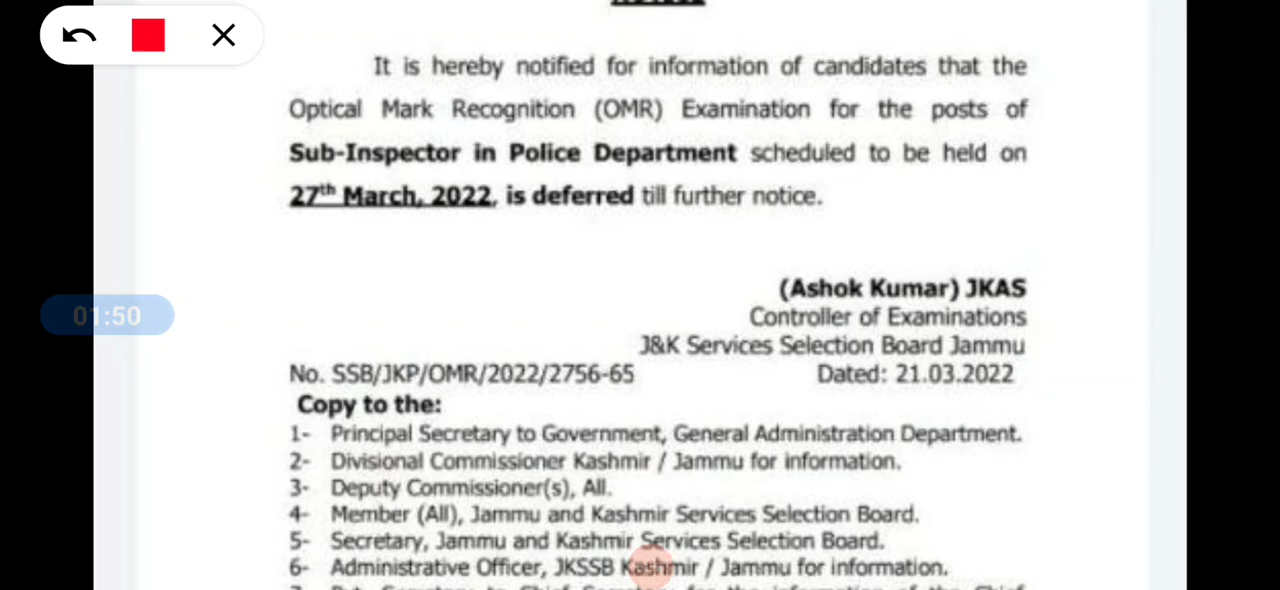 It is hereby notified for information of candidates that the
Optical Mark Recognition (OMR) Examination for the posts of
Sub-Inspector in Police Department scheduled to be held on
27th March, 2022, is deferred till further notice.
(Ashok Kumar) JKAS
Controller of Examinations
J&K Services Selection Board Jammu
No. SSB/JKP/OMR/2022/2756-65 Dated: 21.03.2022
01:50
Copy to the:
1- Principal Secretary to Government, General Administration Department.
2- Divisional Commissioner Kashmir / Jammu for information.
3- Deputy Commissioner(s), All.
4- Member (All), Jammu and Kashmir Services Selection Board.
5- Secretary, Jammu and Kashmir Services Selection Board.
6- Administrative Officer, JKSSB Kashmir / Jammu for information.